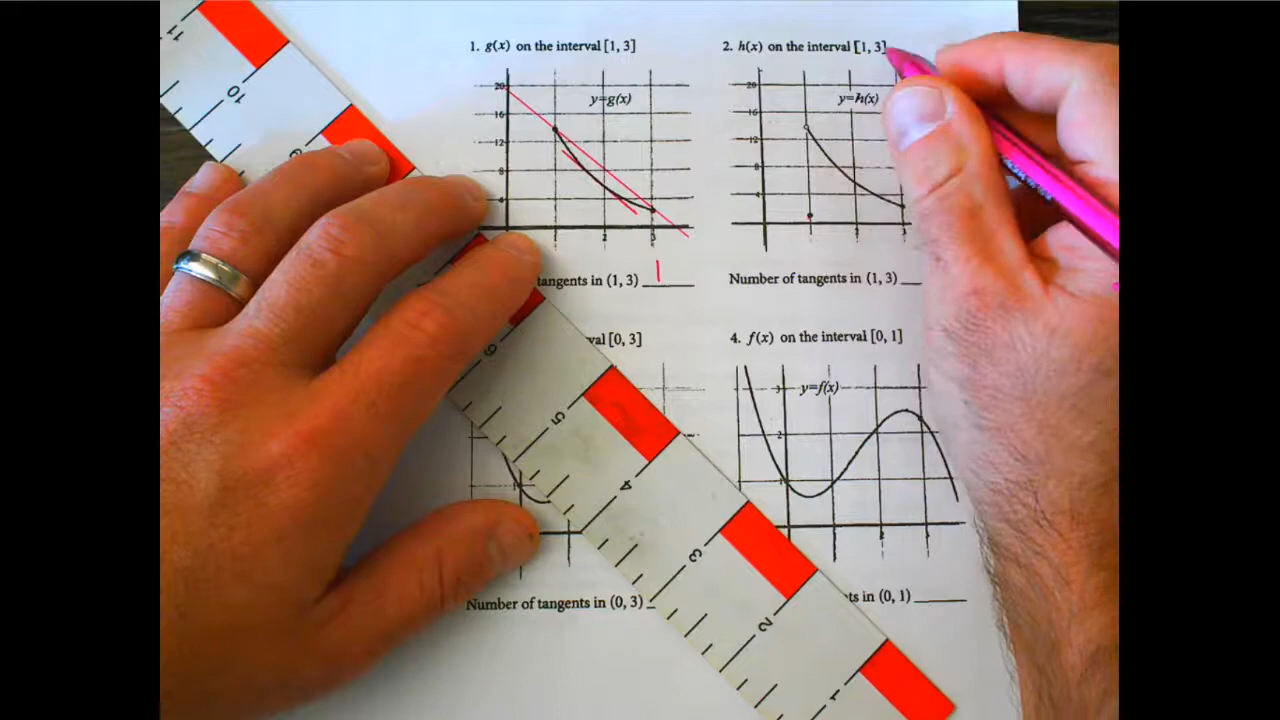 1. g(x) on the interval [1, 3]
2. h(x) on the interval [1, 3]
20
y=g(x)
16
12
8
4
2
3
20
y=h(x)
16
12
8
4
2
3
tangents in (1, 3) 1
Number of tangents in (1, 3)
val [0, 3]
4. f(x) on the interval [0, 1]
3
y=f(x)
2
Number of tangents in (0, 3)
ts in (0, 1)
11
10
9
6
5
4
3
2
1